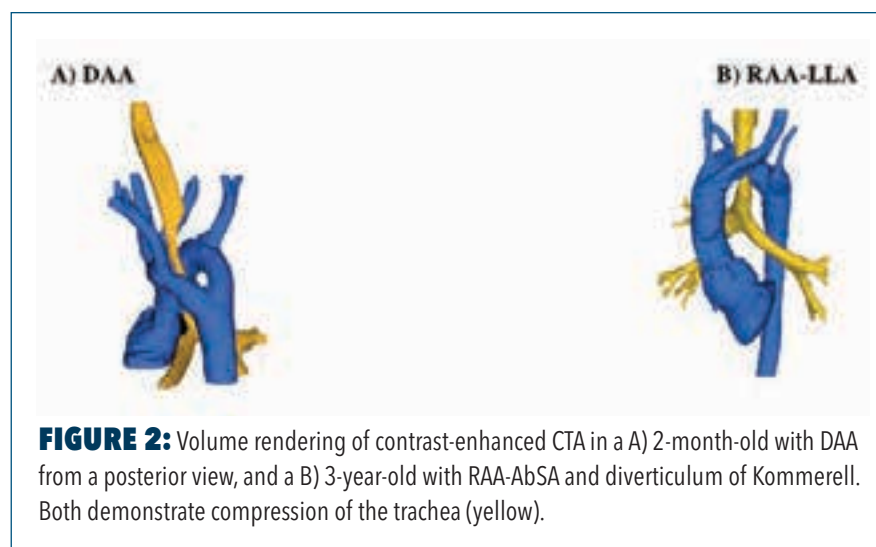 A) DAA
B) RAA-LLA
FIGURE 2: Volume rendering of contrast-enhanced CTA in a A) 2-month-old with DAA
from a posterior view, and a B) 3-year-old with RAA-AbSA and diverticulum of Kommerell.
Both demonstrate compression of the trachea (yellow).